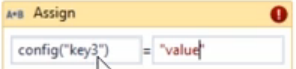 A+B Assign
config("key3") = "value"